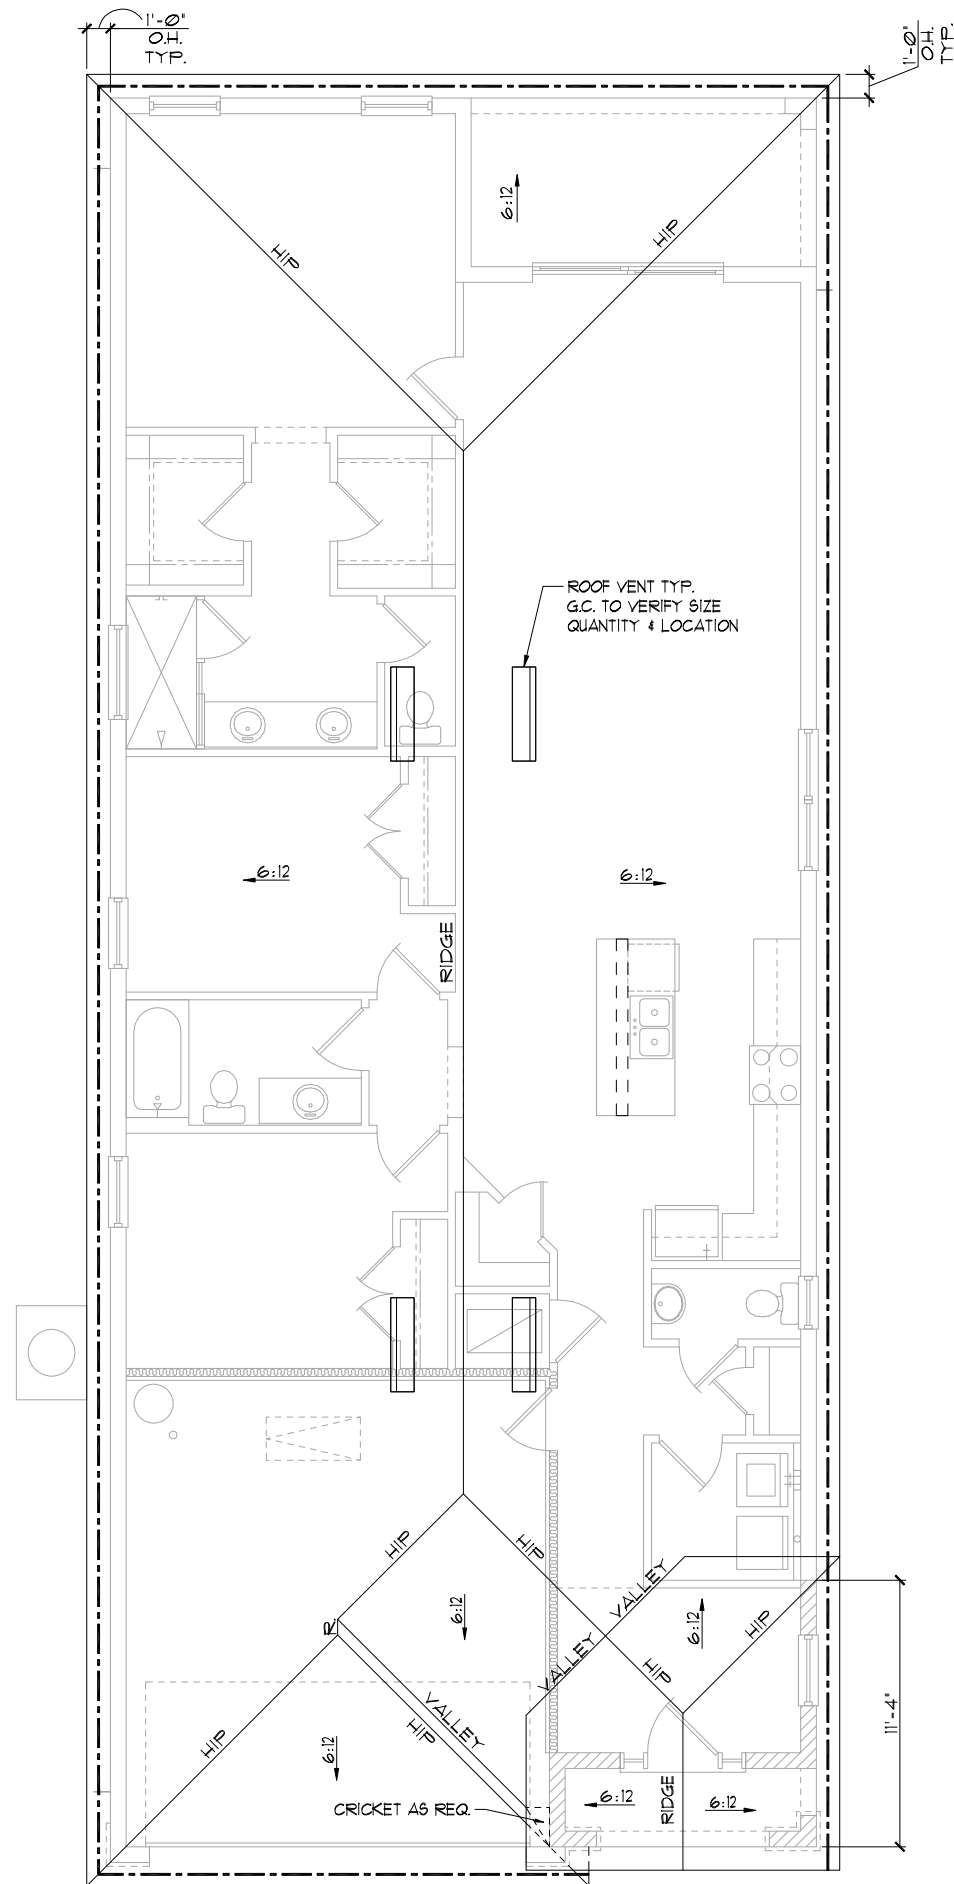 1'-0"
O.H.
TYP.
1'-0"
O.H.
TYP.
6:12
HIP
HIP
ROOF VENT TYP.
G.C. TO VERIFY SIZE
QUANTITY & LOCATION
6:12
6:12
RIDGE
HIP
HIP
VALLEY
6:12
6:12
HIP
R
VALLEY
HIP
VALLEY
HIP
HIP
11'-4"
6:12
CRICKET AS REQ.
6:12
RIDGE
6:12